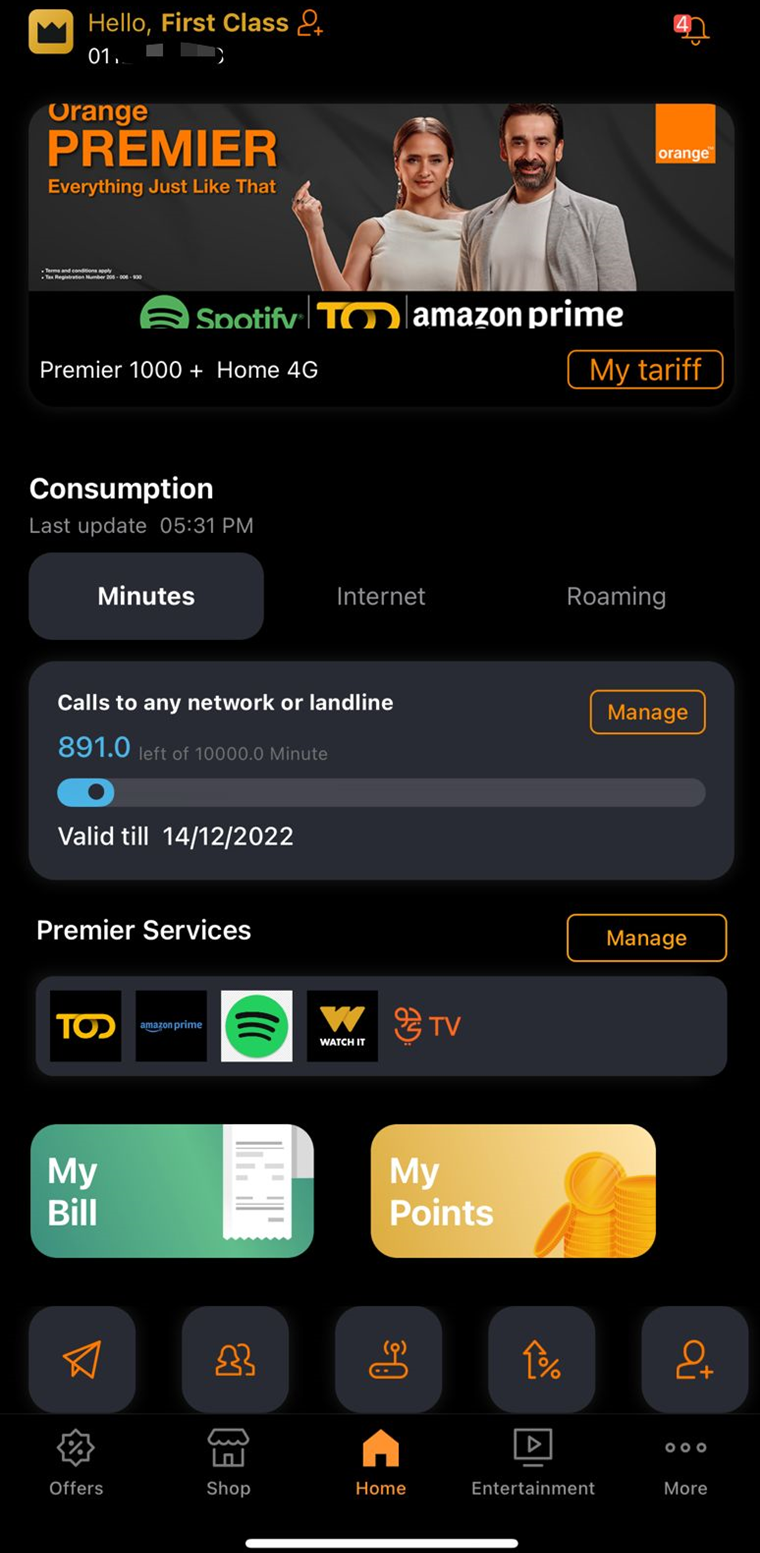 Hello, First Class
4
01
Orange
PREMIER
Everything Just Like That
orange
• Terms and conditions apply
• Tax Registration Number 205 - 006 - 930
Spotify TOD amazon prime
Premier 1000 + Home 4G
My tariff
Consumption
Last update 05:31 PM
Minutes
Internet
Roaming
Calls to any network or landline
Manage
891.0 left of 10000.0 Minute
Valid till 14/12/2022
Premier Services
Manage
TOD
amazon prime
WATCH IT
TV
My
Bill
My
Points
Offers
Shop
Home
Entertainment
More